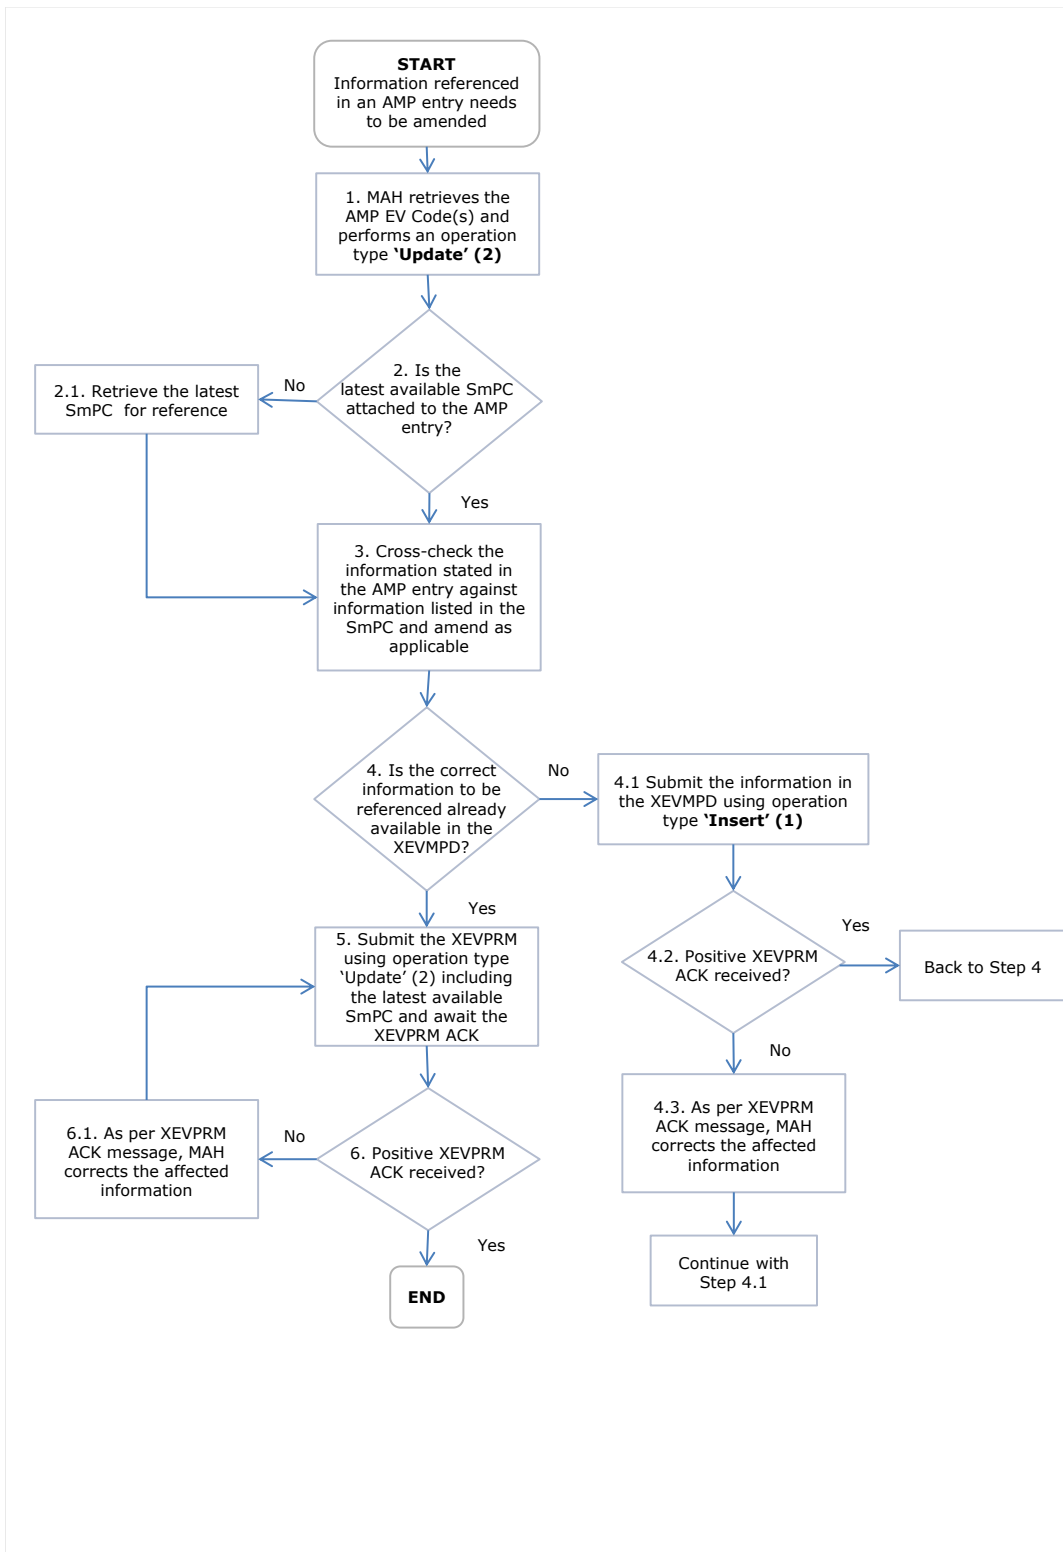 START
Information referenced
in an AMP entry needs
to be amended
1. MAH retrieves the
AMP EV Code(s) and
performs an operation
type ‘Update’ (2)
2. Is the
latest available SmPC
attached to the AMP
entry?
No
2.1. Retrieve the latest
SmPC for reference
Yes
3. Cross-check the
information stated in
the AMP entry against
information listed in the
SmPC and amend as
applicable
4. Is the correct
information to be
referenced already
available in the
XEVMPD?
No
4.1 Submit the information in
the XEVMPD using operation
type ‘Insert’ (1)
Yes
4.2. Positive XEVPRM
ACK received?
Yes
Back to Step 4
No
4.3. As per XEVPRM
ACK message, MAH
corrects the affected
information
Continue with
Step 4.1
5. Submit the XEVPRM
using operation type
‘Update’ (2) including
the latest available
SmPC and await the
XEVPRM ACK
6. Positive XEVPRM
ACK received?
No
6.1. As per XEVPRM
ACK message, MAH
corrects the affected
information
Yes
END